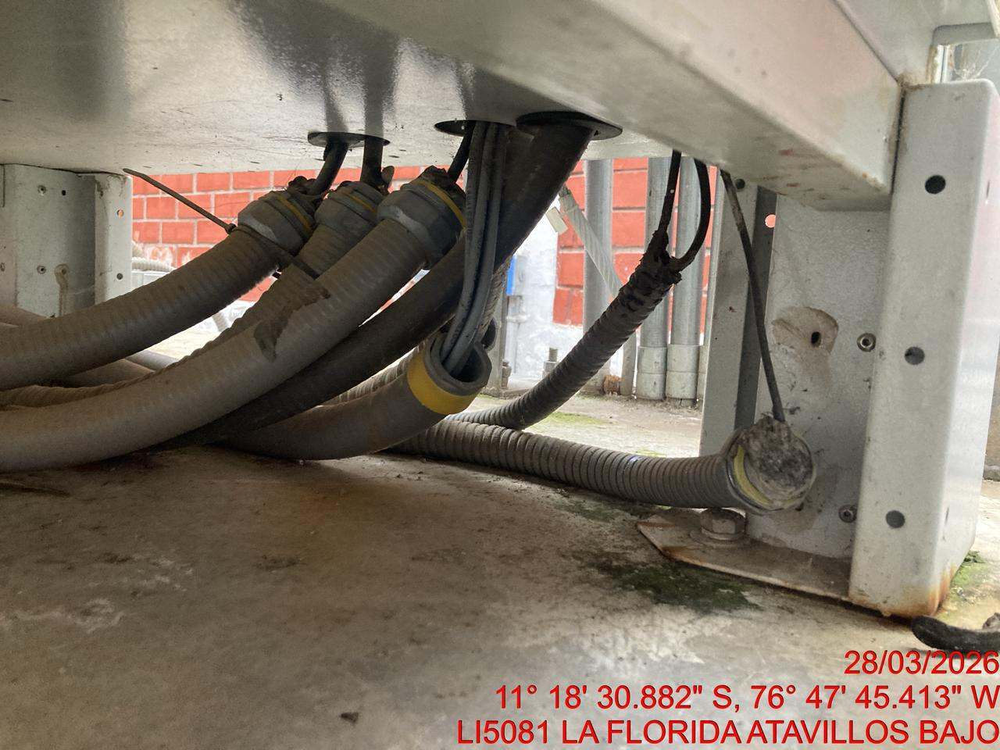 28/03/2026
11° 18' 30.882" S, 76° 47' 45.413" W
LI5081 LA FLORIDA ATAVILLOS BAJO